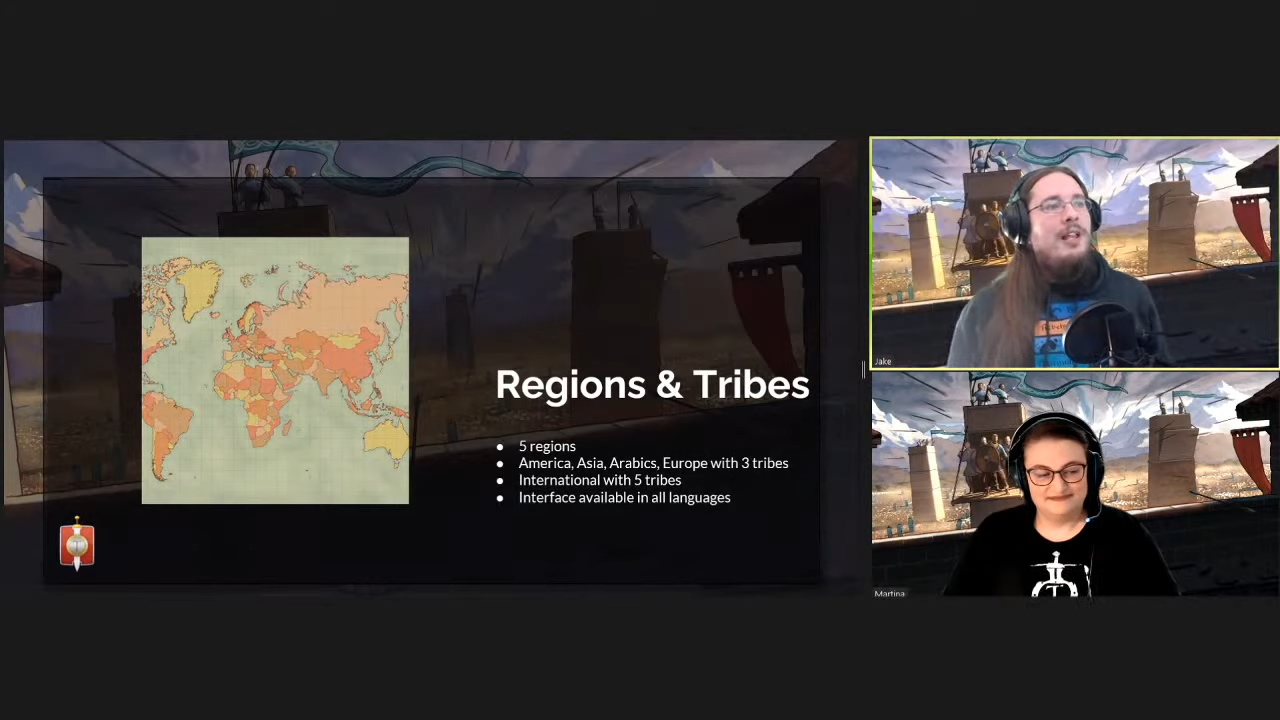 Regions & Tribes
● 5 regions
● America, Asia, Arabics, Europe with 3 tribes
● International with 5 tribes
● Interface available in all languages
Jake
Martina